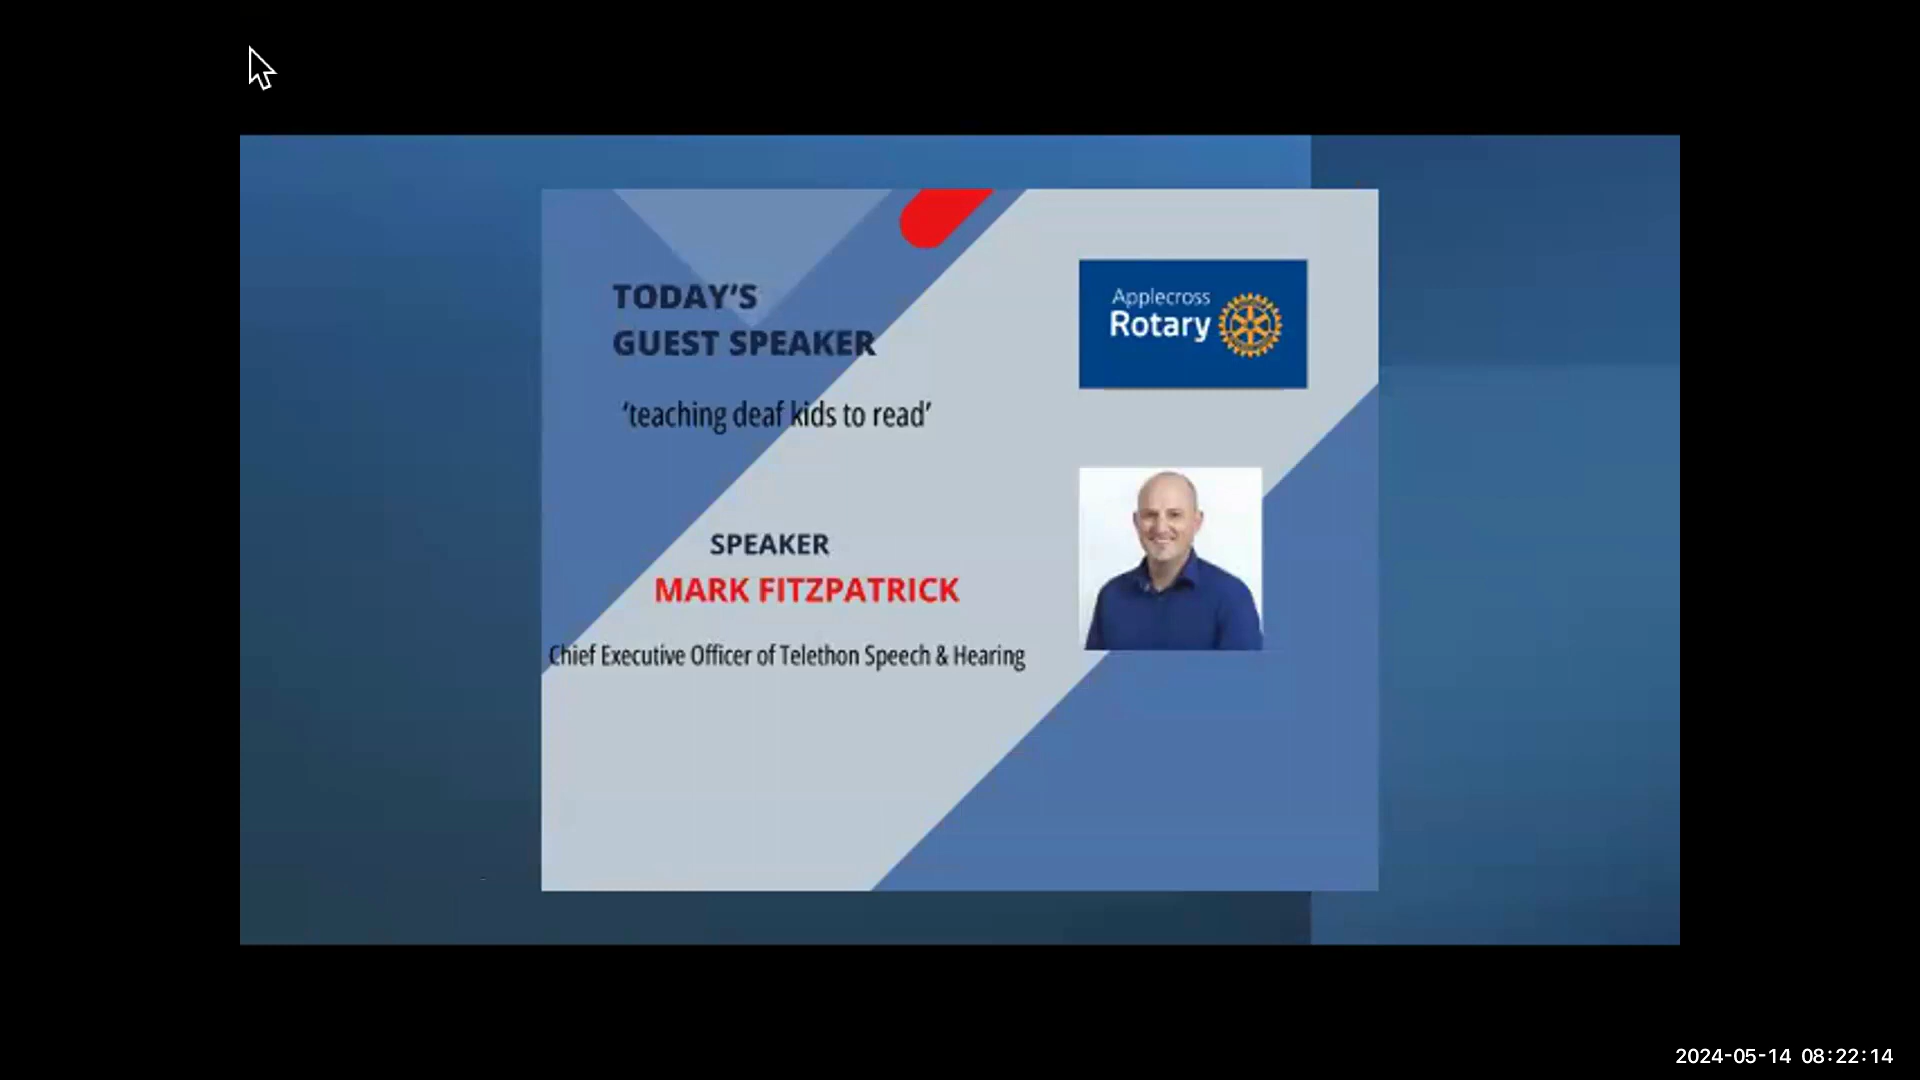 TODAY’S
GUEST SPEAKER
Applecross
Rotary
‘teaching deaf kids to read’
SPEAKER
MARK FITZPATRICK
Chief Executive Officer of Telethon Speech & Hearing
2024-05-14 08:22:14